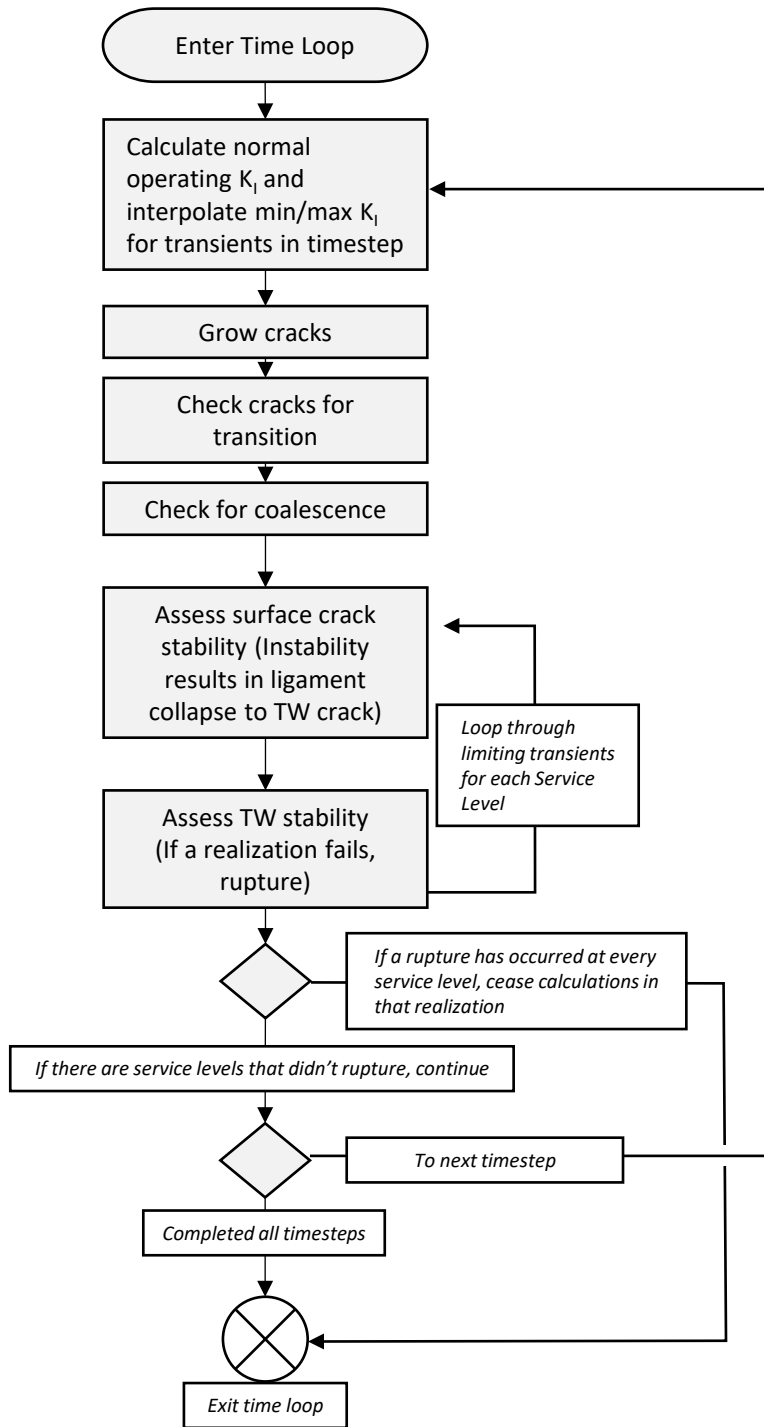 Enter Time Loop
Calculate normal
operating K_I and
interpolate min/max K_I
for transients in timestep
Grow cracks
Check cracks for
transition
Check for coalescence
Assess surface crack
stability (Instability
results in ligament
collapse to TW crack)
Loop through
limiting transients
for each Service
Level
Assess TW stability
(If a realization fails,
rupture)
If a rupture has occurred at every
service level, cease calculations in
that realization
If there are service levels that didn’t rupture, continue
To next timestep
Completed all timesteps
Exit time loop